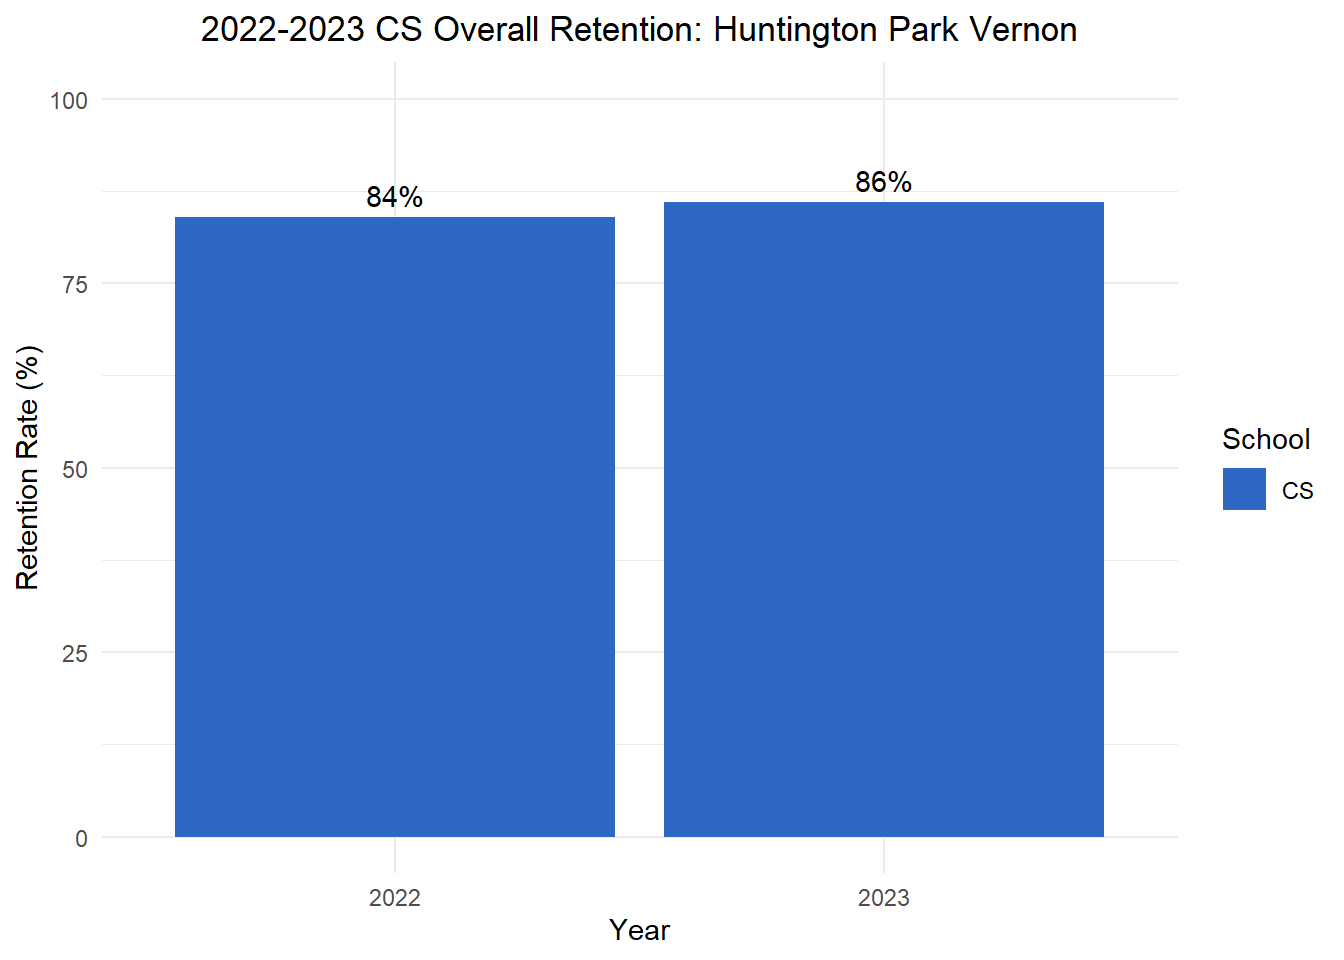 2022-2023 CS Overall Retention: Huntington Park Vernon
100
75
50
25
0
Retention Rate (%)
84%
86%
2022
2023
Year
School
CS